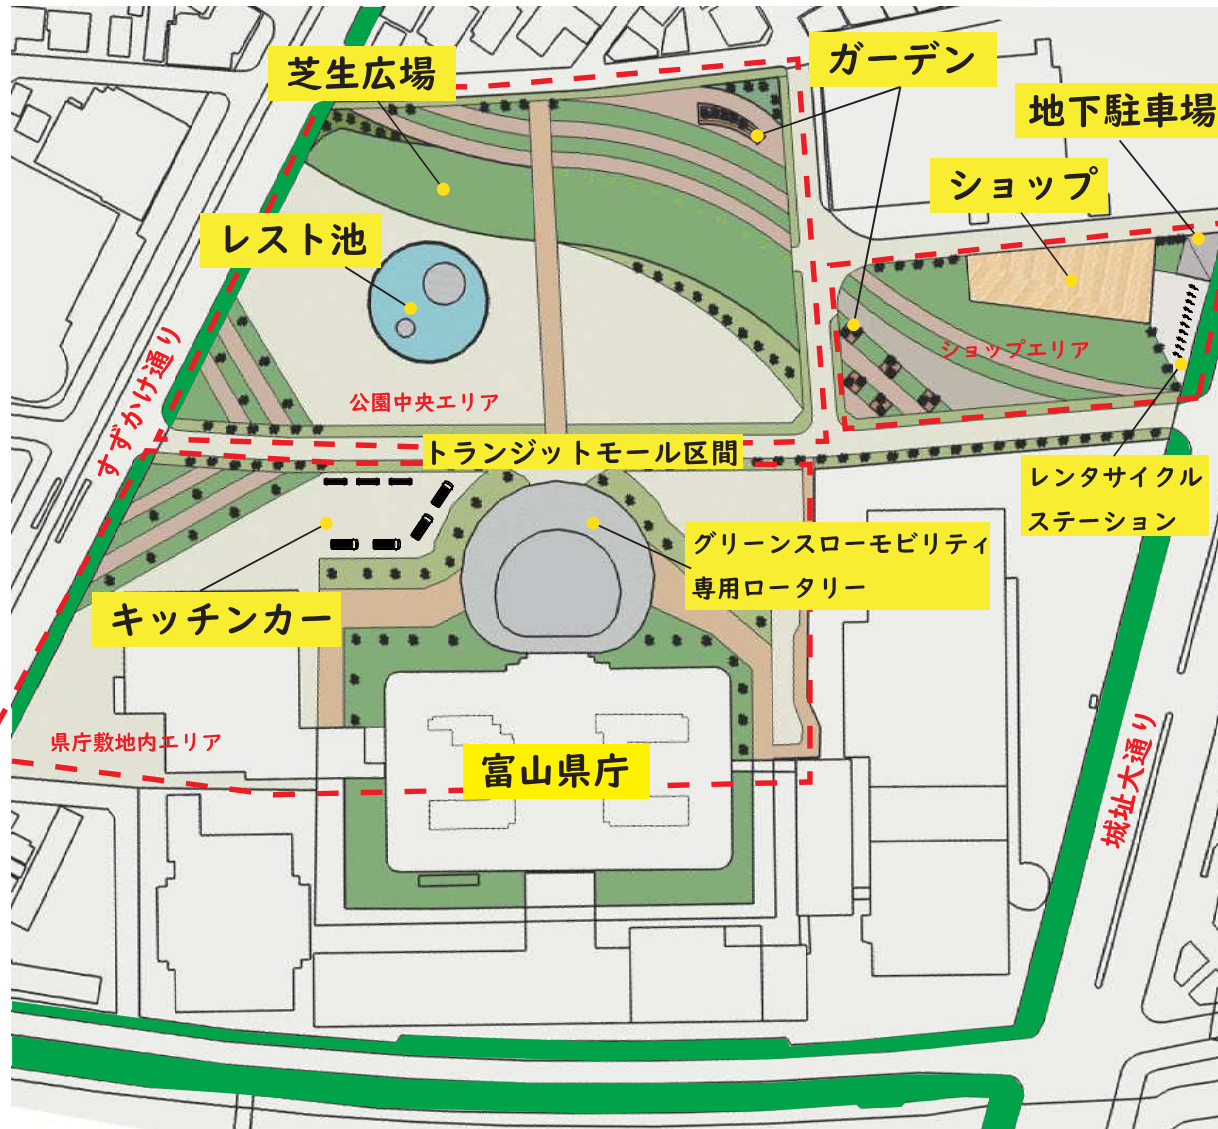 芝生広場
ガーデン
地下駐車場
ショップ
レスト池
すずかけ通り
ショップエリア
公園中央エリア
トランジットモール区間
レンタサイクル
ステーション
グリーンスローモビリティ
専用ロータリー
キッチンカー
県庁敷地内エリア
富山県庁
城址大通り